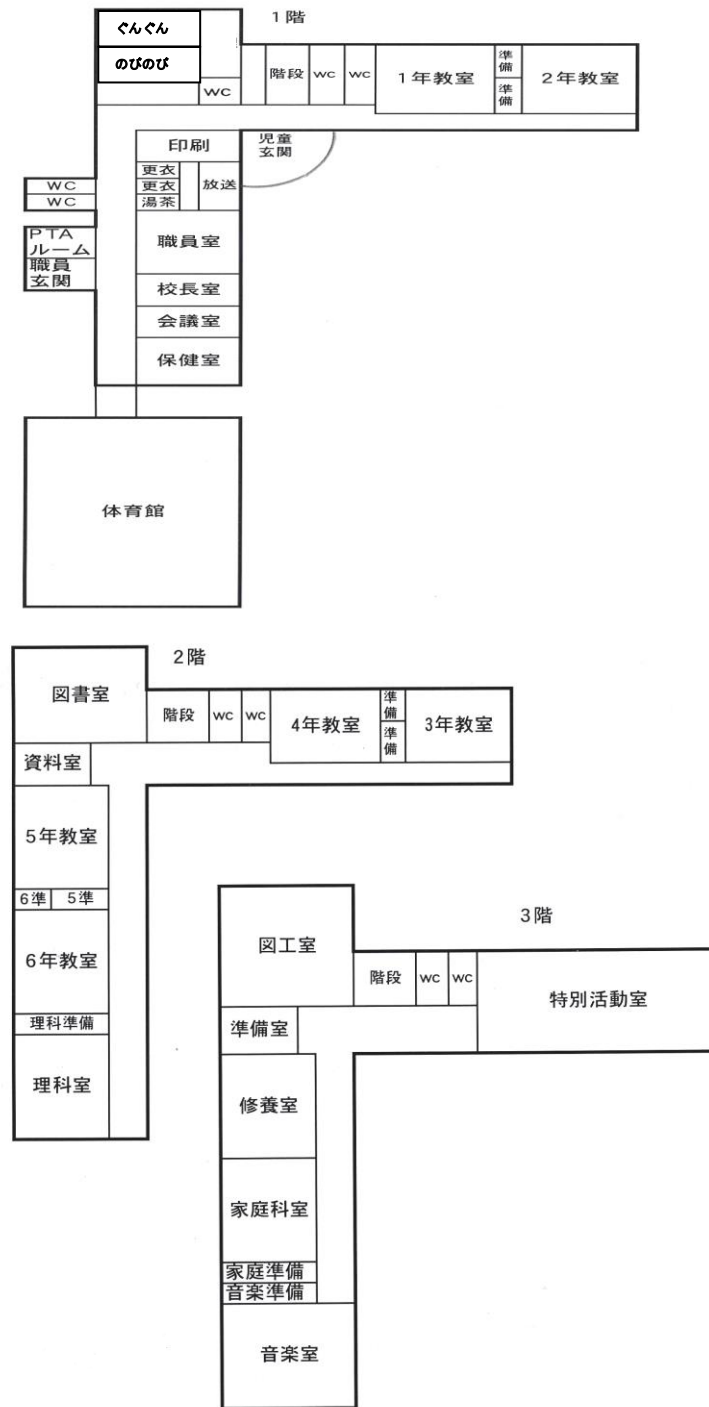 1階
ぐんぐん
のびのび
WC
階段
WC
WC
1年教室
準備
準備
2年教室
印刷
児童
玄関
更衣
更衣
湯茶
放送
WC
WC
PTA
ルーム
職員
玄関
職員室
校長室
会議室
保健室
体育館
2階
図書室
階段
WC
WC
4年教室
準備
準備
3年教室
資料室
5年教室
6準
5準
6年教室
理科準備
理科室
3階
図工室
階段
WC
WC
特別活動室
準備室
修養室
家庭科室
家庭準備
音楽準備
音楽室